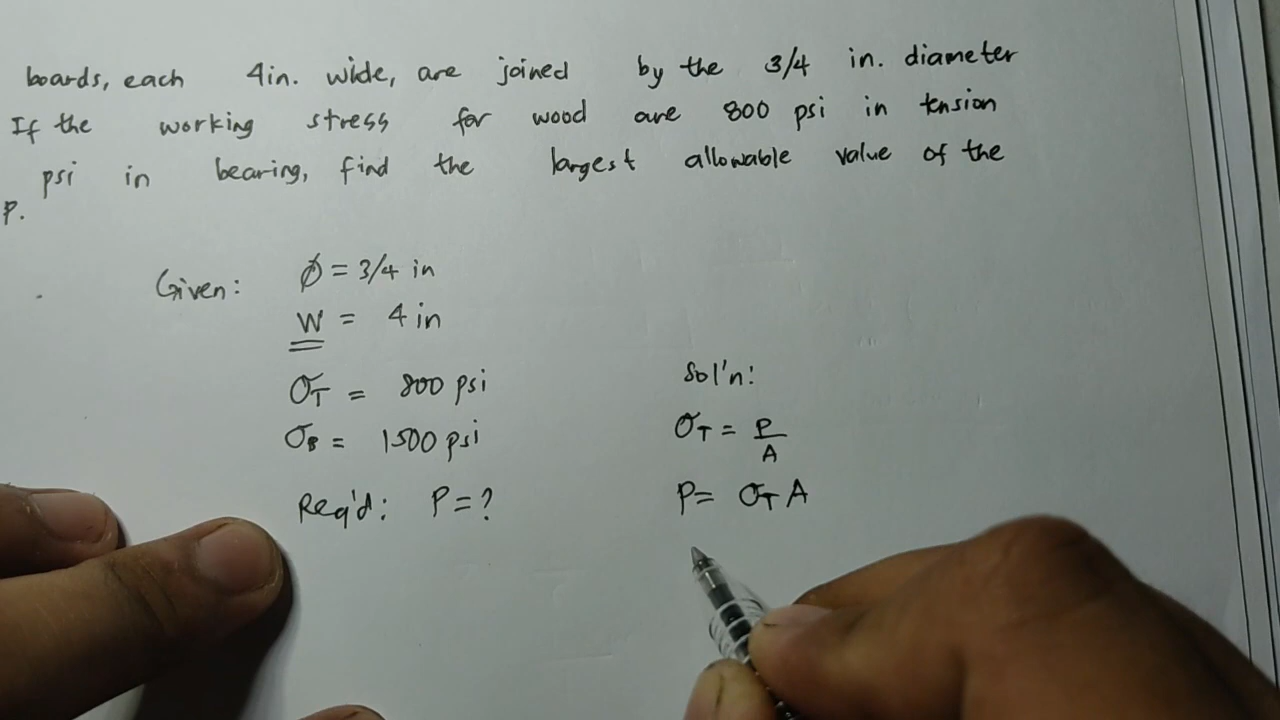 boards, each 4in. wide, are joined by the 3/4 in. diameter
If the working stress for wood are 800 psi in tension
psi in bearing, find the largest allowable value of the
P.
Given: Ø = 3/4 in
W = 4 in
σT = 800 psi
σB = 1500 psi
Req'd: P = ?
Sol'n:
σT = P/A
P = σT A